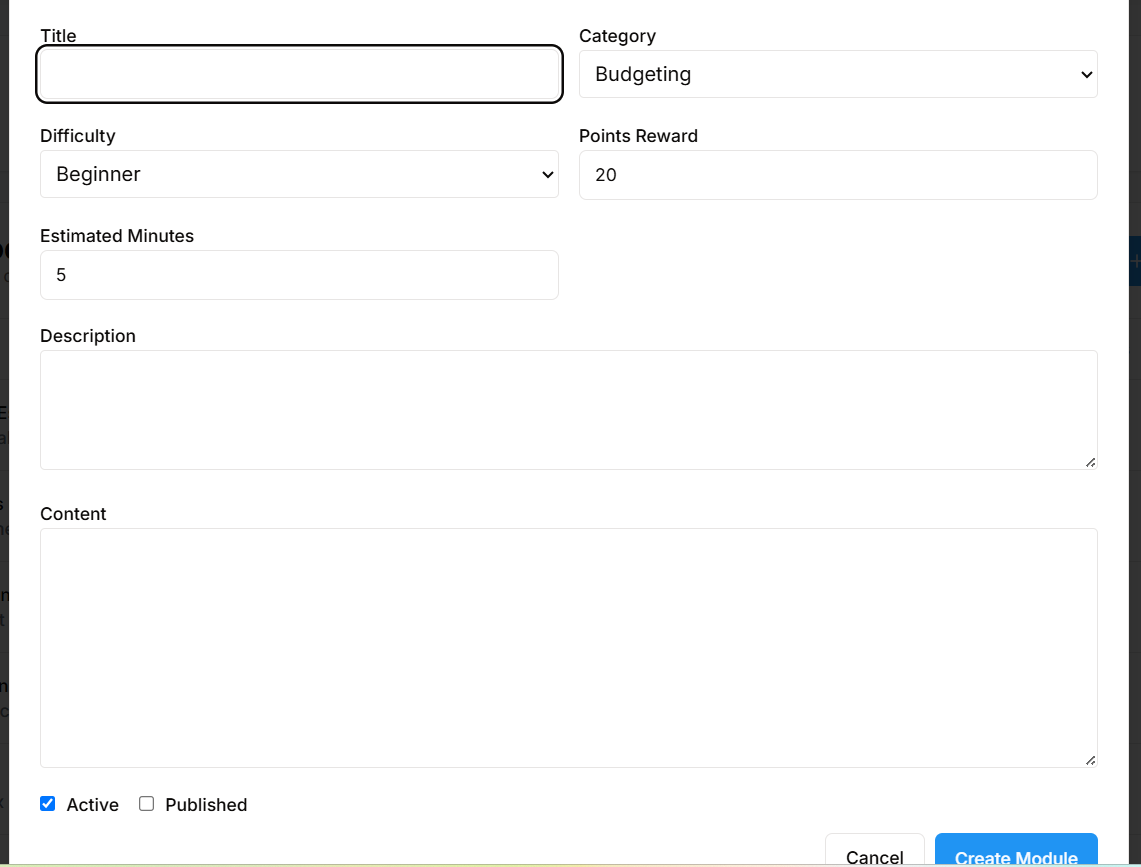 Title
Category
Budgeting
Difficulty
Points Reward
Beginner
20
Estimated Minutes
5
Description
Content
Active
Published
Cancel
Create Module